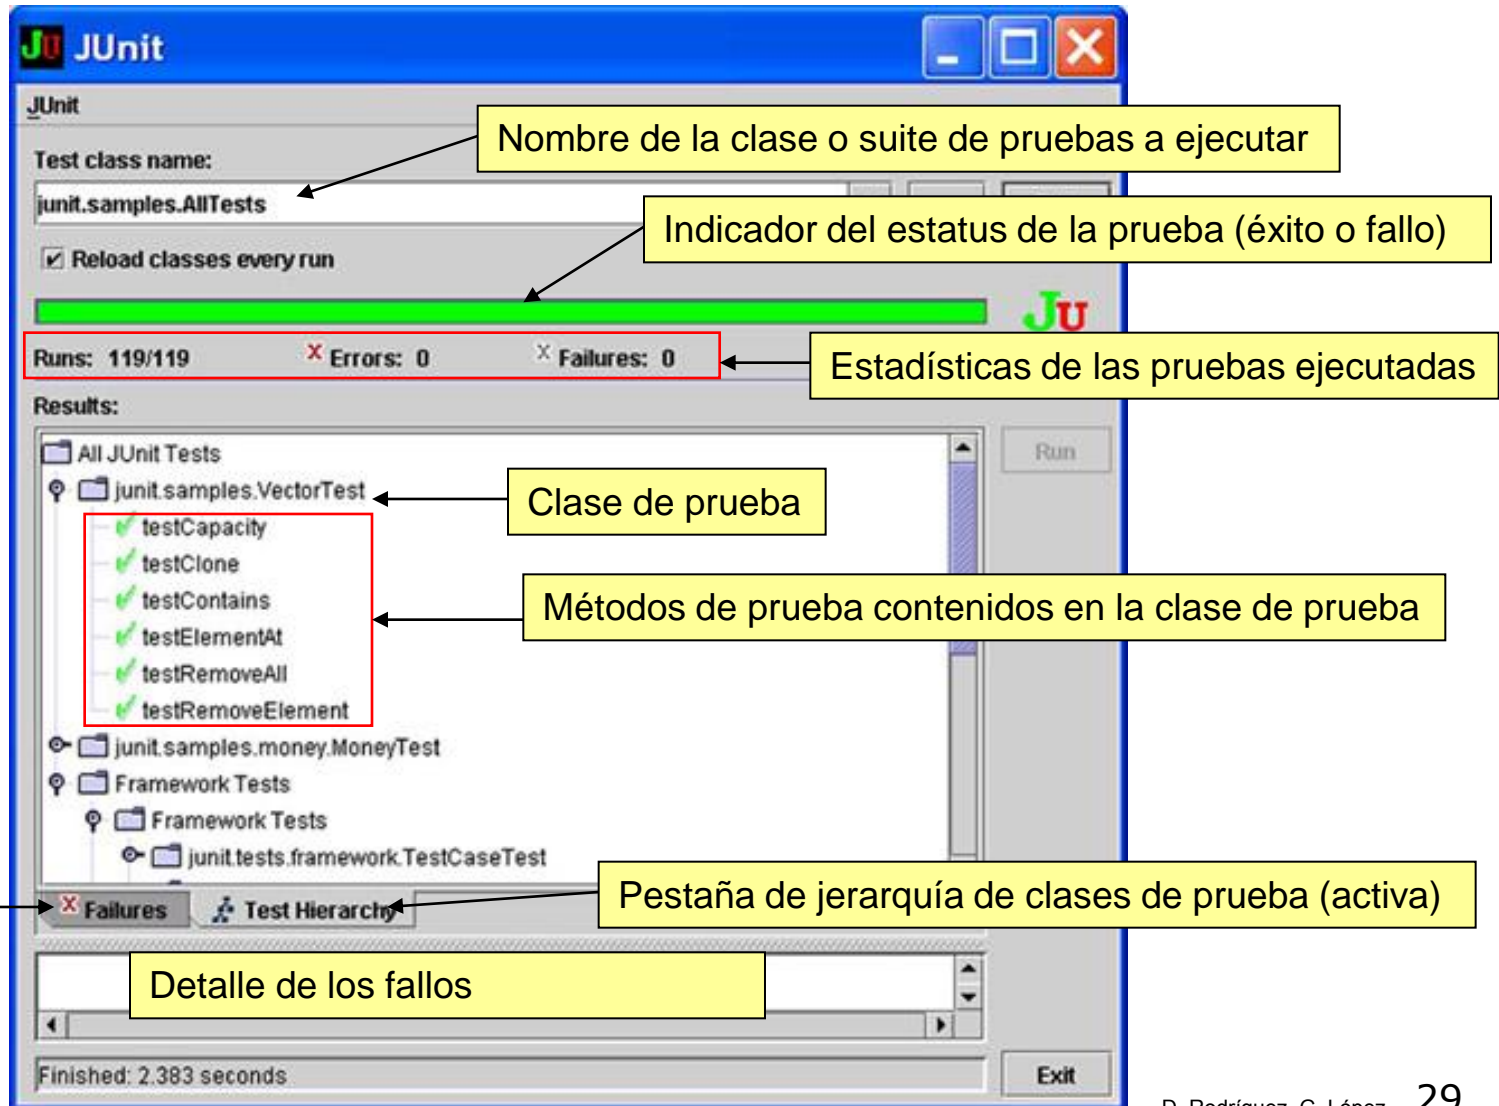 JU JUnit
JUnit
Nombre de la clase o suite de pruebas a ejecutar
Test class name:
junit.samples.AllTests
Indicador del estatus de la prueba (éxito o fallo)
Reload classes every run
JU
Runs: 119/119 Errors: 0 Failures: 0
Estadísticas de las pruebas ejecutadas
Results:
All JUnit Tests
Run
junit.samples.VectorTest
Clase de prueba
testCapacity
testClone
testContains
Métodos de prueba contenidos en la clase de prueba
testElementAt
testRemoveAll
testRemoveElement
junit.samples.money.MoneyTest
Framework Tests
Framework Tests
junit.tests.framework.TestCaseTest
Pestaña de jerarquía de clases de prueba (activa)
Failures Test Hierarchy
Detalle de los fallos
Finished: 2.383 seconds
Exit
D. Rodríguez, C. López 29